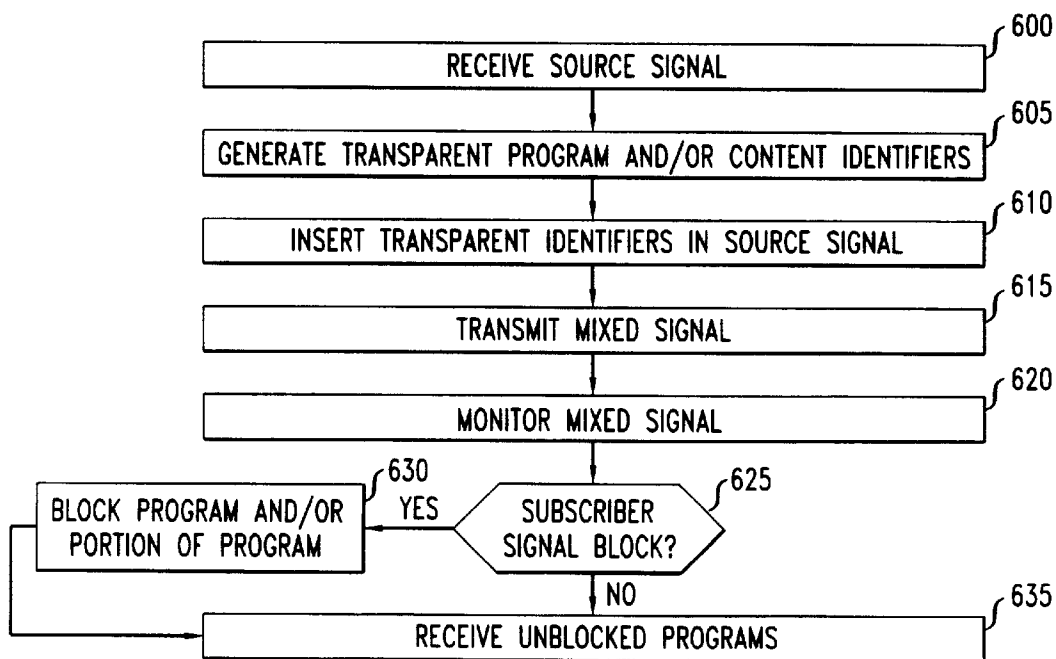 600
RECEIVE SOURCE SIGNAL
605
GENERATE TRANSPARENT PROGRAM AND/OR CONTENT IDENTIFIERS
610
INSERT TRANSPARENT IDENTIFIERS IN SOURCE SIGNAL
615
TRANSMIT MIXED SIGNAL
620
MONITOR MIXED SIGNAL
630
BLOCK PROGRAM AND/OR
PORTION OF PROGRAM
YES
625
SUBSCRIBER
SIGNAL BLOCK?
NO
635
RECEIVE UNBLOCKED PROGRAMS